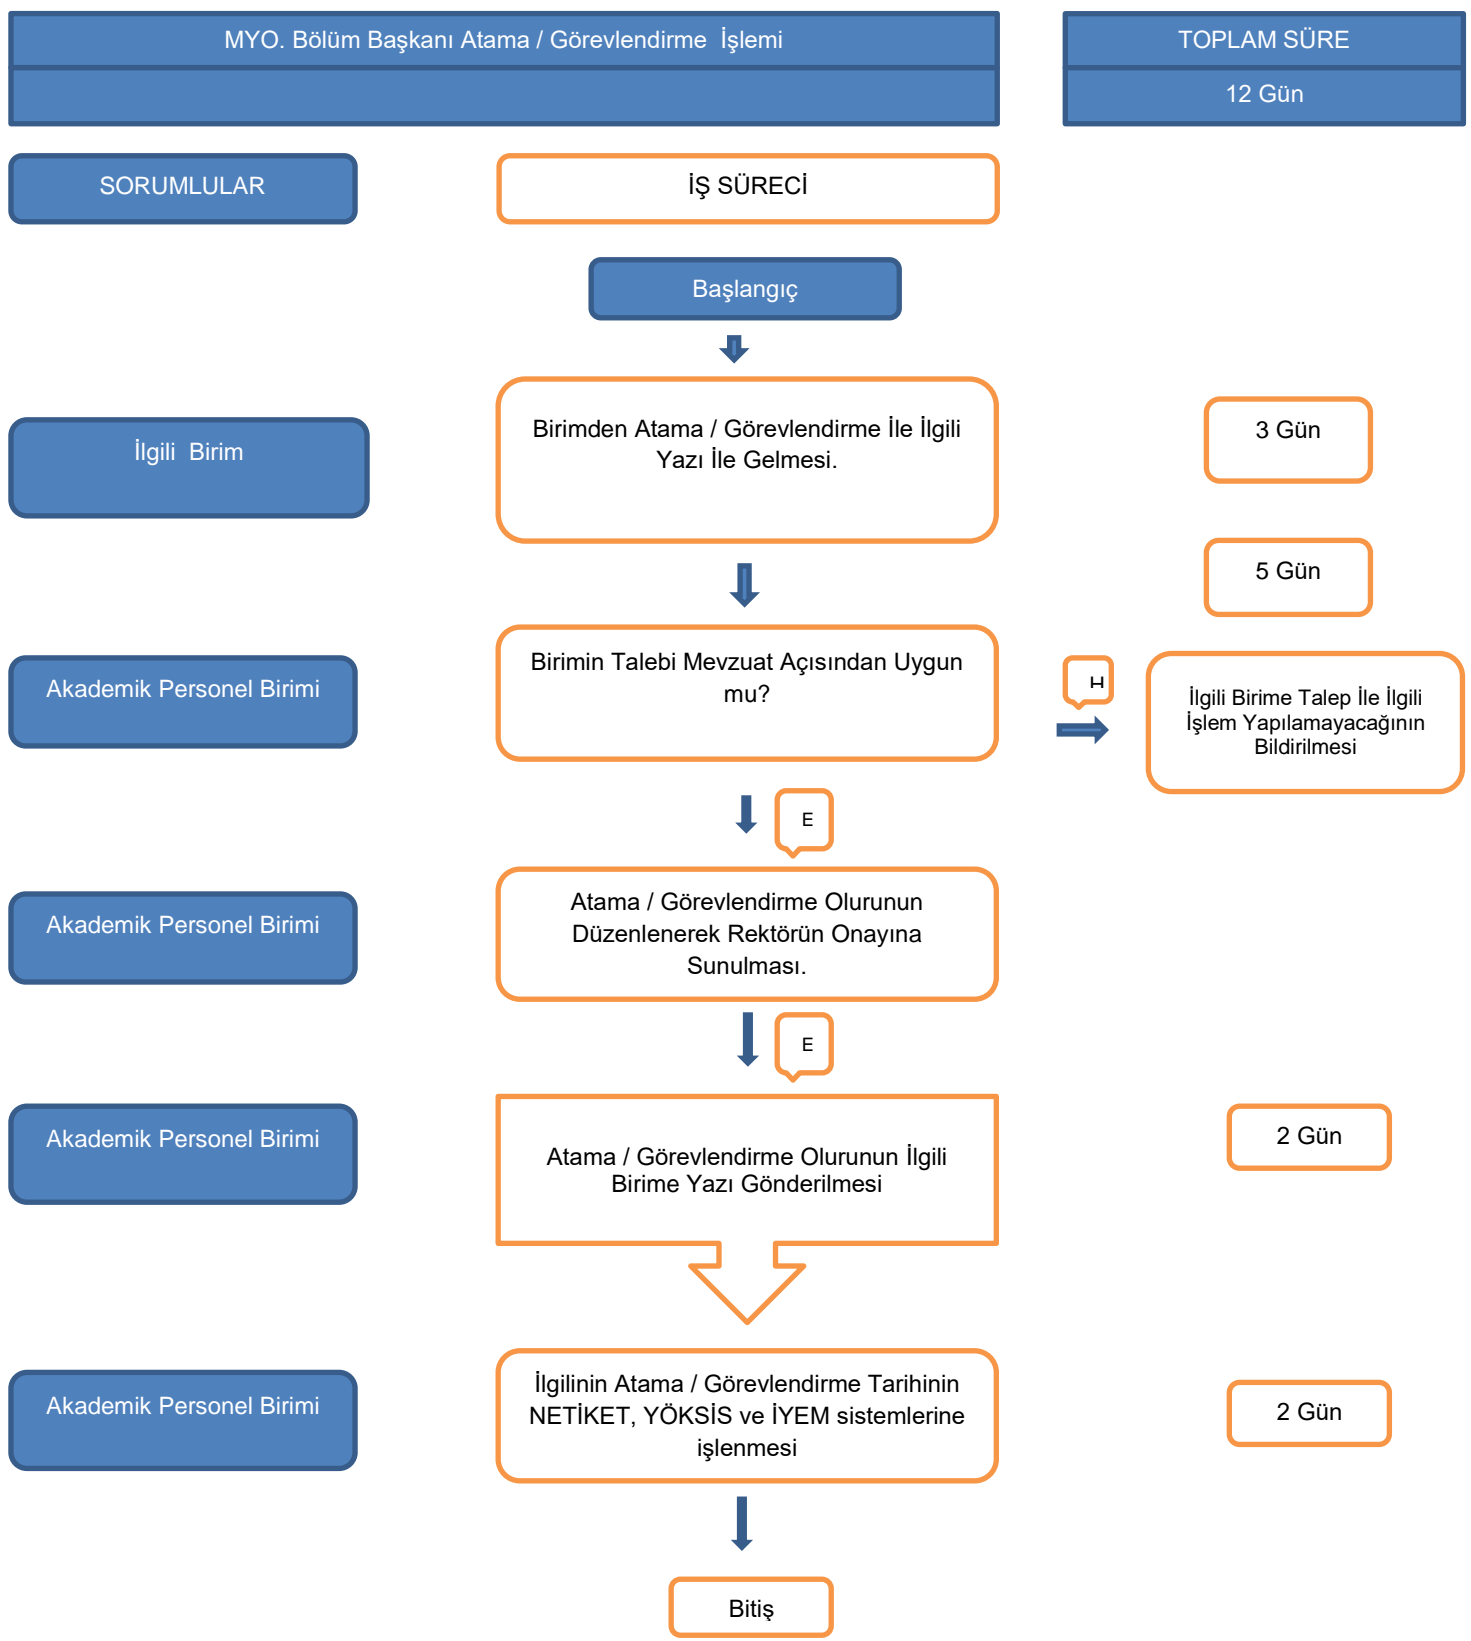 MYO. Bölüm Başkanı Atama / Görevlendirme İşlemi
TOPLAM SÜRE
12 Gün
SORUMLULAR
İŞ SÜRECİ
Başlangıç
İlgili Birim
Birimden Atama / Görevlendirme İle İlgili
Yazı İle Gelmesi.
3 Gün
5 Gün
Akademik Personel Birimi
Birimin Talebi Mevzuat Açısından Uygun
mu?
H
İlgili Birime Talep İle İlgili
İşlem Yapılamayacağının
Bildirilmesi
E
Akademik Personel Birimi
Atama / Görevlendirme Olurunun
Düzenlenerek Rektörün Onayına
Sunulması.
E
Akademik Personel Birimi
Atama / Görevlendirme Olurunun İlgili
Birime Yazı Gönderilmesi
2 Gün
Akademik Personel Birimi
İlgilinin Atama / Görevlendirme Tarihinin
NETİKET, YÖKSİS ve İYEM sistemlerine
işlenmesi
2 Gün
Bitiş